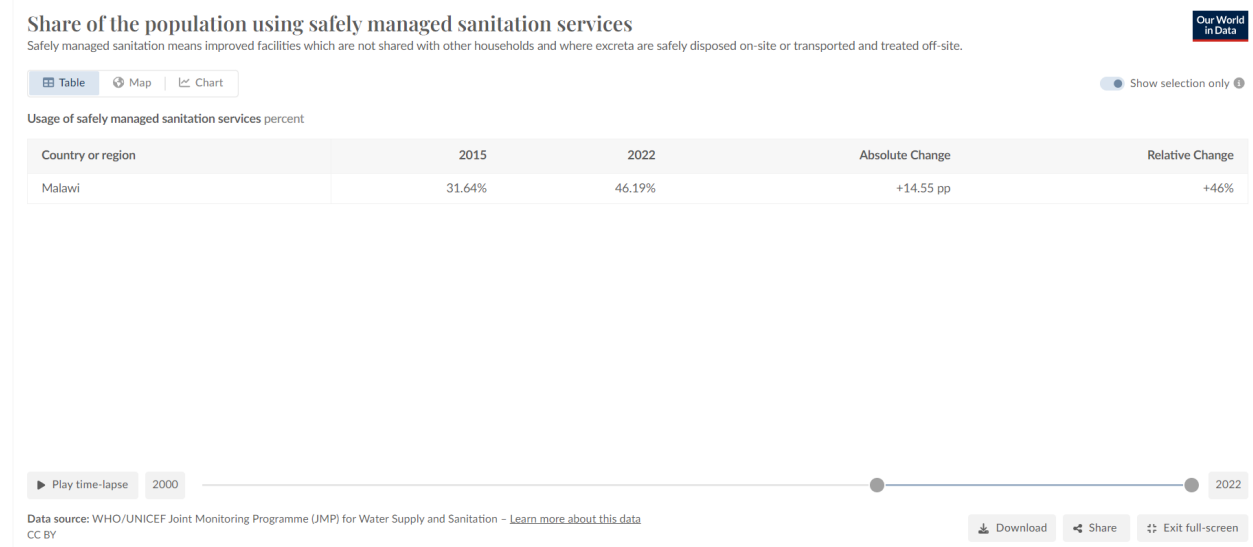 Share of the population using safely managed sanitation services
Our World
in Data
Safely managed sanitation means improved facilities which are not shared with other households and where excreta are safely disposed on-site or transported and treated off-site.
Table Map Chart
Show selection only
Usage of safely managed sanitation services percent
Country or region 2015 2022 Absolute Change Relative Change
Malawi 31.64% 46.19% +14.55 pp +46%
Play time-lapse 2000 2022
Data source: WHO/UNICEF Joint Monitoring Programme (JMP) for Water Supply and Sanitation – Learn more about this data
CC BY
Download Share Exit full-screen